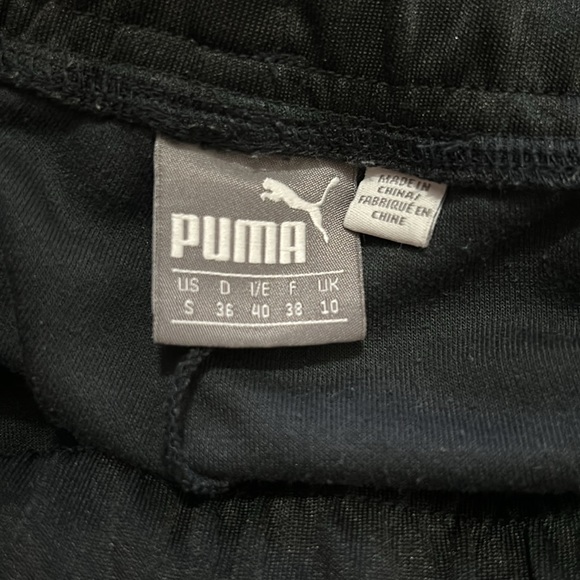 PUMA
US D I/E F UK
S 36 40 38 10
MADE IN
CHINA/
FABRIQUÉ EN
CHINE